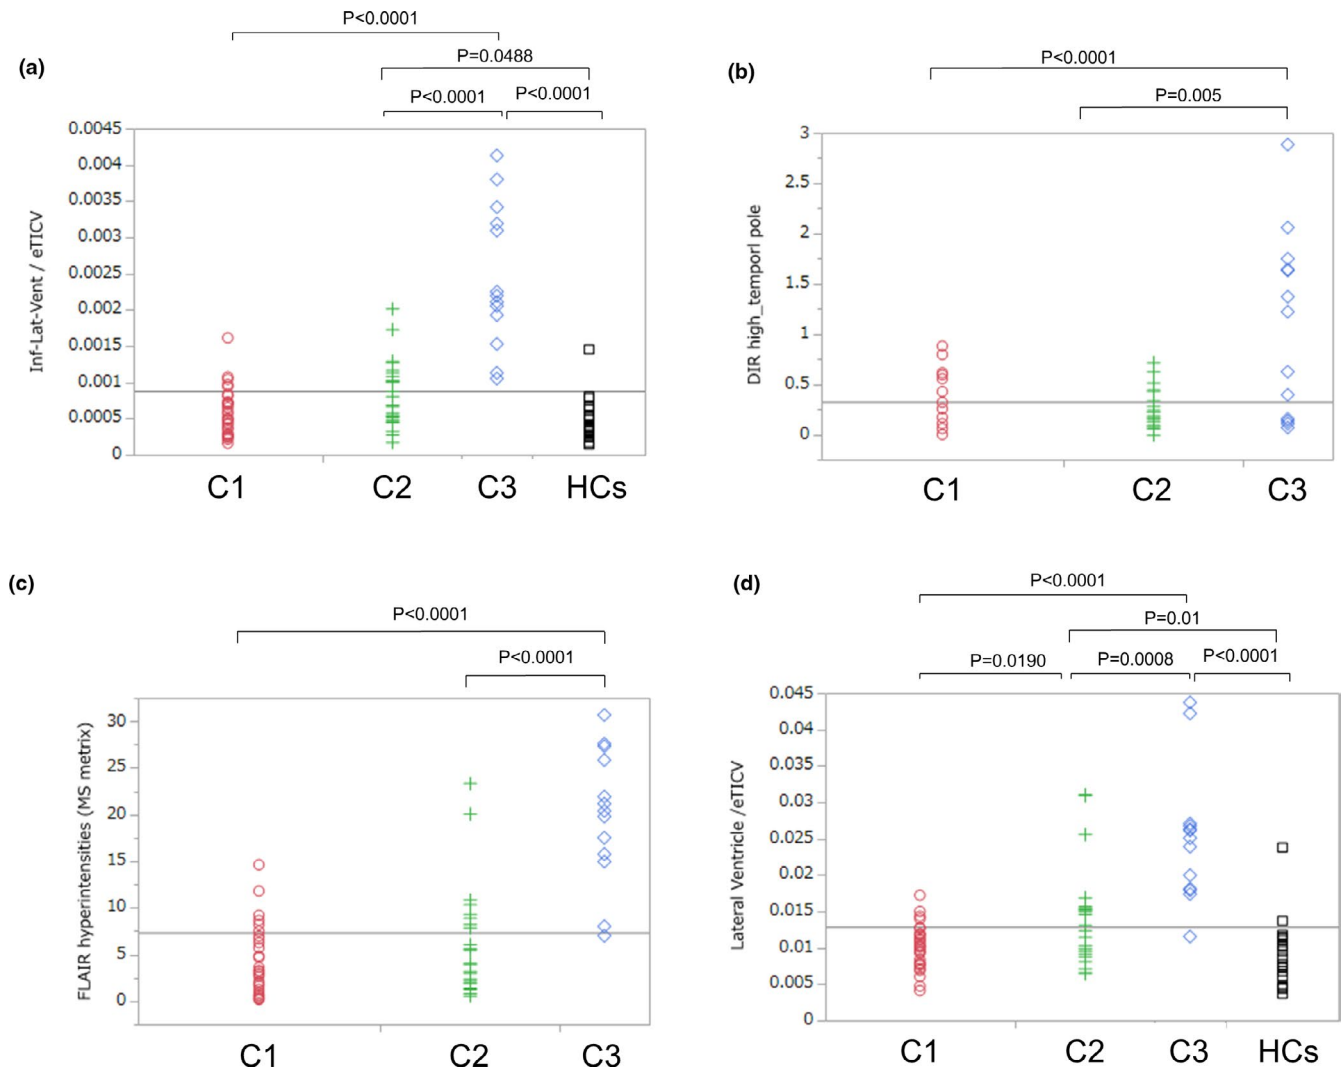 P<0.0001
(a)
P=0.0488
P<0.0001
P<0.0001
Inf-Lat-Vent / eTICV
0.0045
0.004
0.0035
0.003
0.0025
0.002
0.0015
0.001
0.0005
0
C1
C2
C3
HCs
(b)
P<0.0001
P=0.005
DIR high_temporl pole
3
2.5
2
1.5
1
0.5
0
C1
C2
C3
(c)
P<0.0001
P<0.0001
FLAIR hyperintensities (MS metrix)
30
25
20
15
10
5
0
C1
C2
C3
(d)
P<0.0001
P=0.01
P=0.0190
P=0.0008
P<0.0001
Lateral Ventricle /eTICV
0.045
0.04
0.035
0.03
0.025
0.02
0.015
0.01
0.005
0
C1
C2
C3
HCs